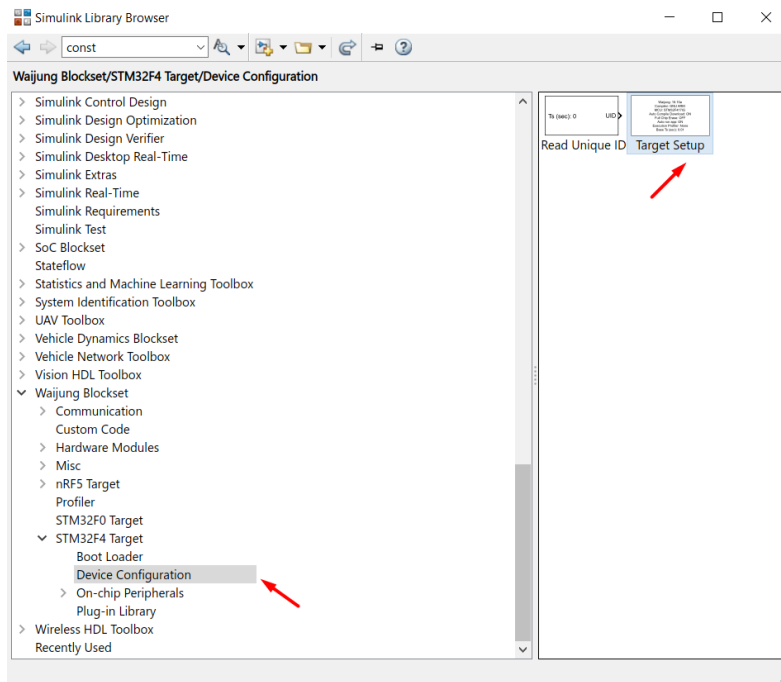 Simulink Library Browser
const
Waijung Blockset/STM32F4 Target/Device Configuration
Simulink Control Design
Simulink Design Optimization
Simulink Design Verifier
Simulink Desktop Real-Time
Simulink Extras
Simulink Real-Time
Simulink Requirements
Simulink Test
SoC Blockset
Stateflow
Statistics and Machine Learning Toolbox
System Identification Toolbox
UAV Toolbox
Vehicle Dynamics Blockset
Vehicle Network Toolbox
Vision HDL Toolbox
Waijung Blockset
Communication
Custom Code
Hardware Modules
Misc
nRF5 Target
Profiler
STM32F0 Target
STM32F4 Target
Boot Loader
Device Configuration
On-chip Peripherals
Plug-in Library
Wireless HDL Toolbox
Recently Used
Ts (sec): 0 UID
Read Unique ID
Target Setup